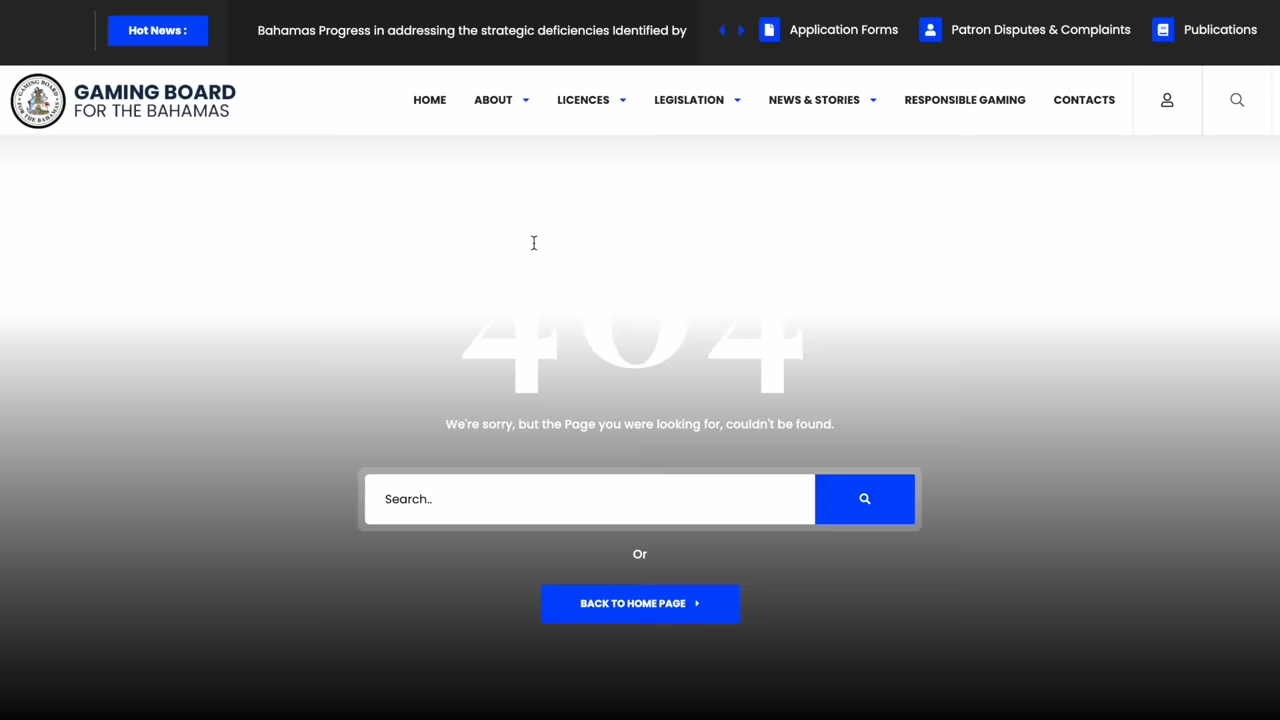 Hot News :
Bahamas Progress in addressing the strategic deficiencies Identified by
Application Forms
Patron Disputes & Complaints
Publications
GAMING BOARD
FOR THE BAHAMAS
HOME
ABOUT
LICENCES
LEGISLATION
NEWS & STORIES
RESPONSIBLE GAMING
CONTACTS
404
We're sorry, but the Page you were looking for, couldn't be found.
Search..
Or
BACK TO HOME PAGE